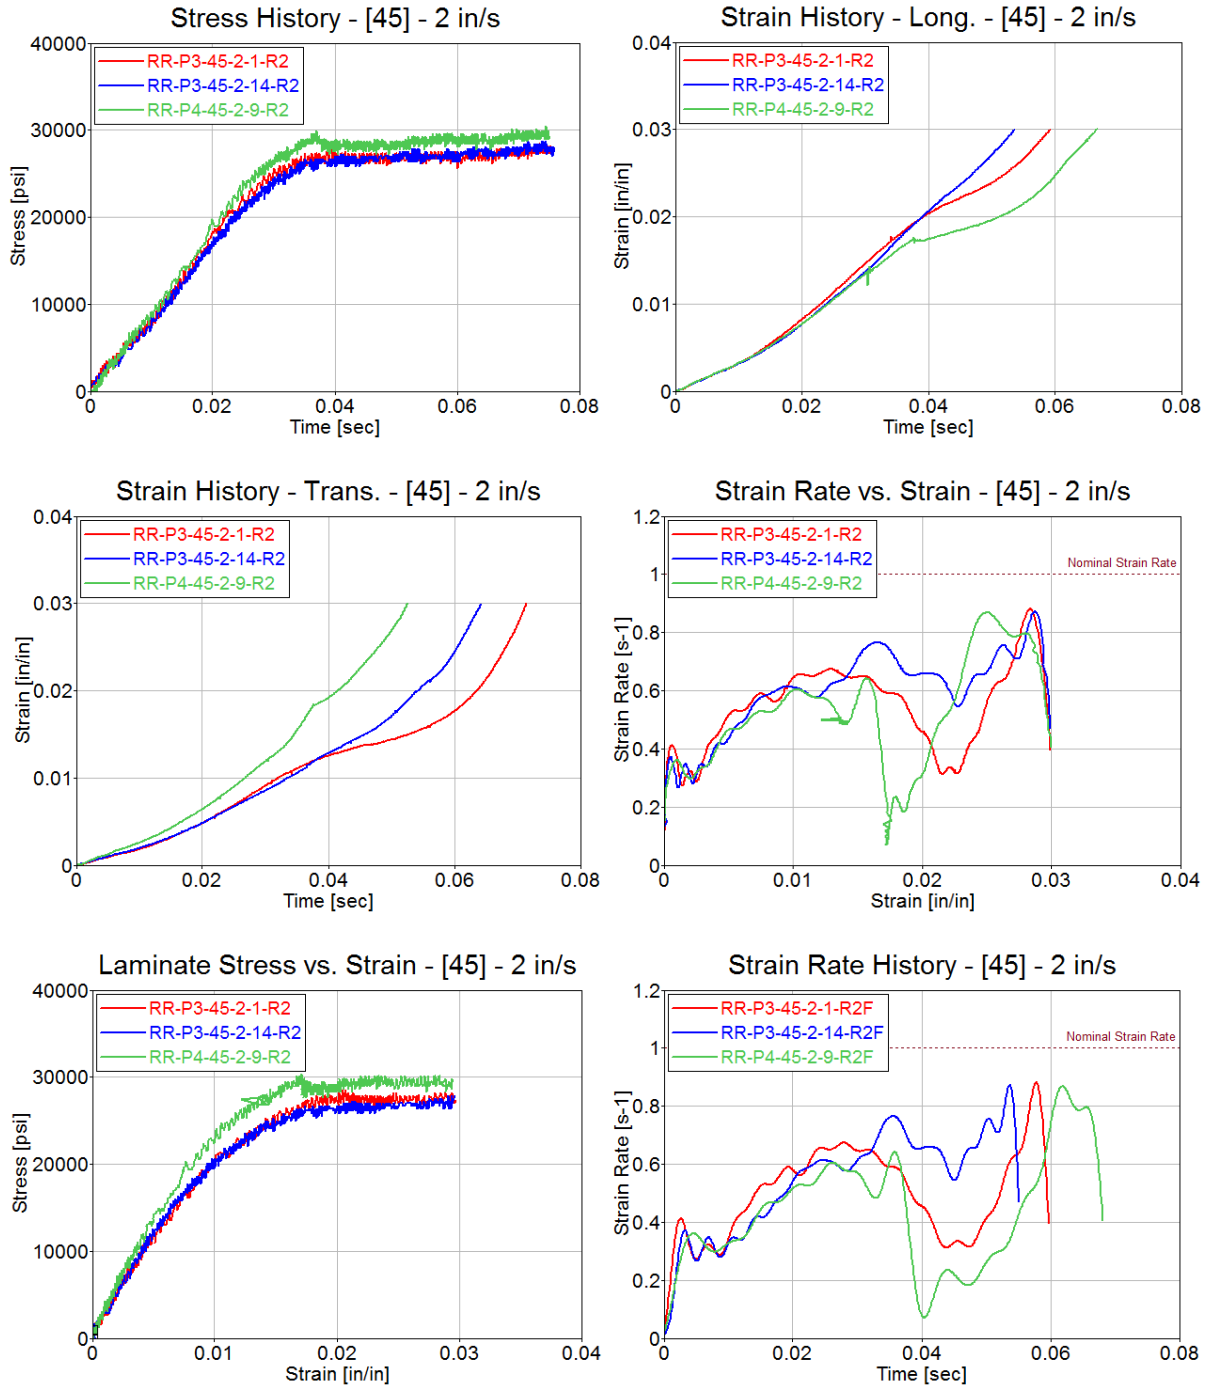 Stress History - [45] - 2 in/s
40000
30000
20000
10000
0
RR-P3-45-2-1-R2
RR-P3-45-2-14-R2
RR-P4-45-2-9-R2
Stress [psi]
0 0.02 0.04 0.06 0.08
Time [sec]
Strain History - Long. - [45] - 2 in/s
0.04
0.03
0.02
0.01
0
RR-P3-45-2-1-R2
RR-P3-45-2-14-R2
RR-P4-45-2-9-R2
Strain [in/in]
0 0.02 0.04 0.06 0.08
Time [sec]
Strain History - Trans. - [45] - 2 in/s
0.04
0.03
0.02
0.01
0
RR-P3-45-2-1-R2
RR-P3-45-2-14-R2
RR-P4-45-2-9-R2
Strain [in/in]
0 0.02 0.04 0.06 0.08
Time [sec]
Strain Rate vs. Strain - [45] - 2 in/s
1.2
1
0.8
0.6
0.4
0.2
0
RR-P3-45-2-1-R2
RR-P3-45-2-14-R2
RR-P4-45-2-9-R2
Nominal Strain Rate
Strain Rate [s-1]
0 0.01 0.02 0.03 0.04
Strain [in/in]
Laminate Stress vs. Strain - [45] - 2 in/s
40000
30000
20000
10000
0
RR-P3-45-2-1-R2
RR-P3-45-2-14-R2
RR-P4-45-2-9-R2
Stress [psi]
0 0.01 0.02 0.03 0.04
Strain [in/in]
Strain Rate History - [45] - 2 in/s
1.2
1
0.8
0.6
0.4
0.2
0
RR-P3-45-2-1-R2F
RR-P3-45-2-14-R2F
RR-P4-45-2-9-R2F
Nominal Strain Rate
Strain Rate [s-1]
0 0.02 0.04 0.06 0.08
Time [sec]